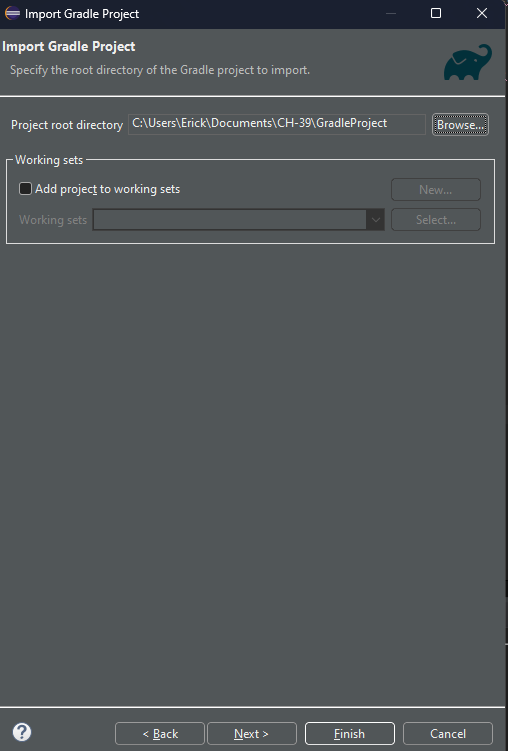 Import Gradle Project
Import Gradle Project
Specify the root directory of the Gradle project to import.
Project root directory C:\Users\Erick\Documents\CH-39\GradleProject Browse...
Working sets
Add project to working sets New...
Working sets Select...
? < Back Next > Finish Cancel